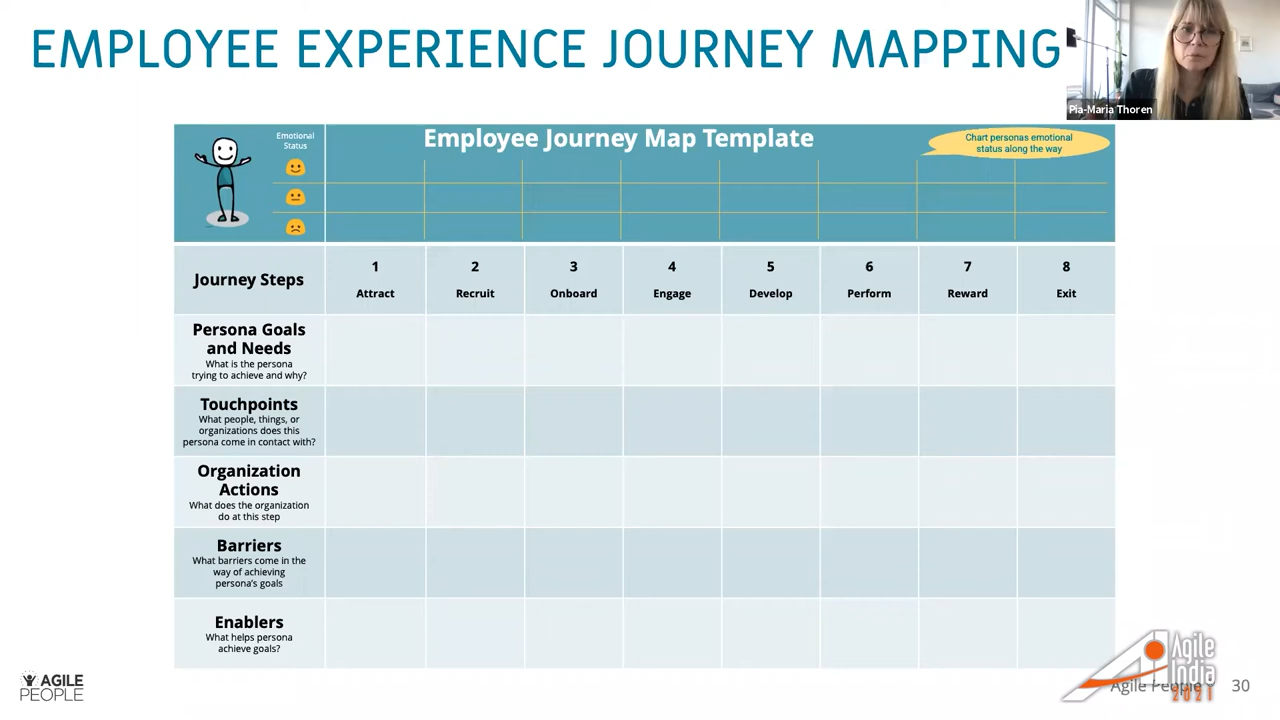 EMPLOYEE EXPERIENCE JOURNEY MAPPING
Pia-Maria Thoren
Emotional
Status
Employee Journey Map Template
Chart personas emotional
status along the way
Journey Steps
1
Attract
2
Recruit
3
Onboard
4
Engage
5
Develop
6
Perform
7
Reward
8
Exit
Persona Goals
and Needs
What is the persona
trying to achieve and why?
Touchpoints
What people, things, or
organizations does this
persona come in contact with?
Organization
Actions
What does the organization
do at this step
Barriers
What barriers come in the
way of achieving
persona's goals
Enablers
What helps persona
achieve goals?
AGILE
PEOPLE
Agile
India
2021
Agile People
30